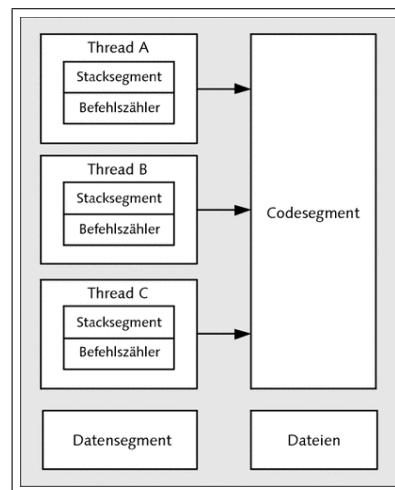 Thread A
Stacksegment
Befehlszähler
Thread B
Stacksegment
Befehlszähler
Thread C
Stacksegment
Befehlszähler
Codesegment
Datensegment
Dateien